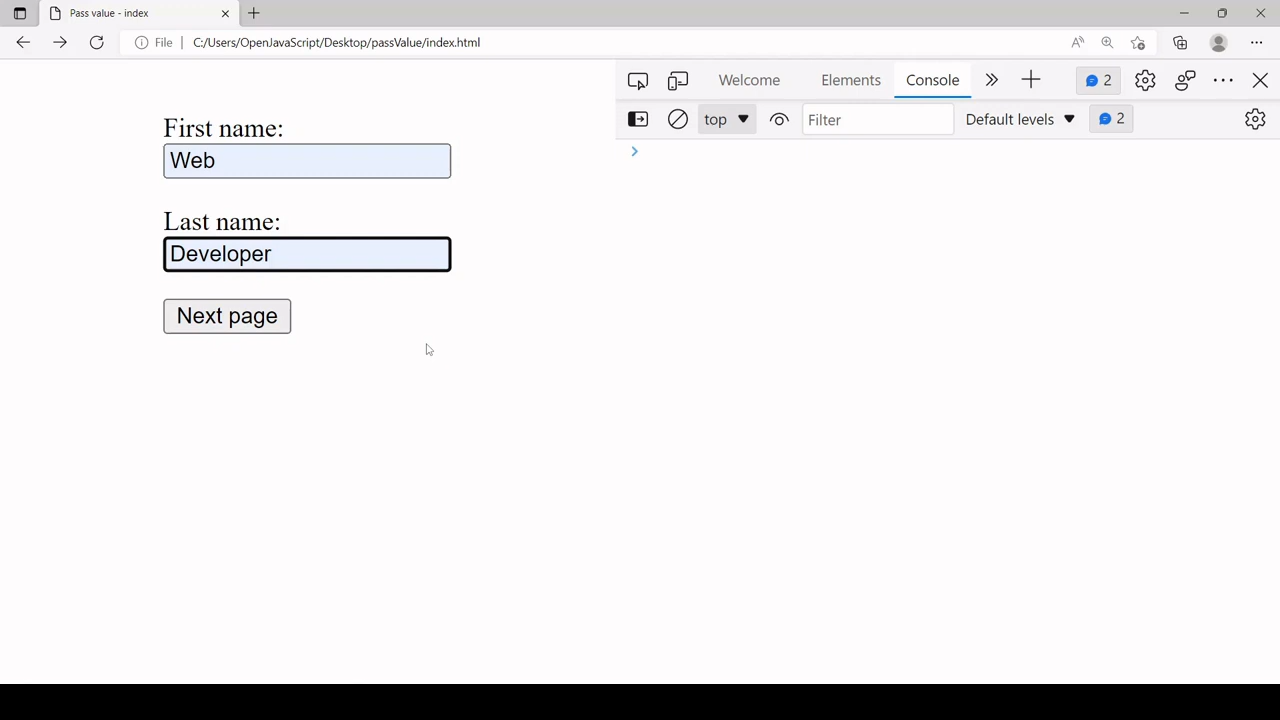 Pass value - index
File
C:/Users/OpenJavaScript/Desktop/passValue/index.html
Welcome
Elements
Console
2
top
Filter
Default levels
2
First name:
Web
Last name:
Developer
Next page